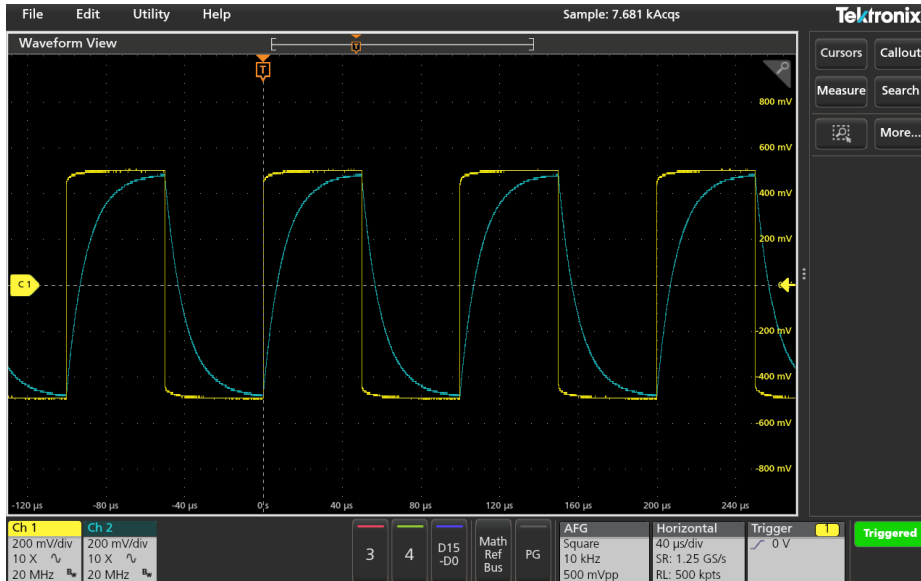 File Edit Utility Help Sample: 7.681 kAcqs Tektronix
Waveform View
T
T
Cursors Callout
Measure Search
More...
800 mV
600 mV
400 mV
200 mV
C 1
-200 mV
-400 mV
-600 mV
-800 mV
-120 µs -80 µs -40 µs 0 s 40 µs 80 µs 120 µs 160 µs 200 µs 240 µs
Ch 1
200 mV/div
10 X
20 MHz Bw
Ch 2
200 mV/div
10 X
20 MHz Bw
3
4
D15
-D0
Math
Ref
Bus
PG
AFG
Square
10 kHz
500 mVpp
Horizontal
40 µs/div
SR: 1.25 GS/s
RL: 500 kpts
Trigger 1
0 V
Triggered